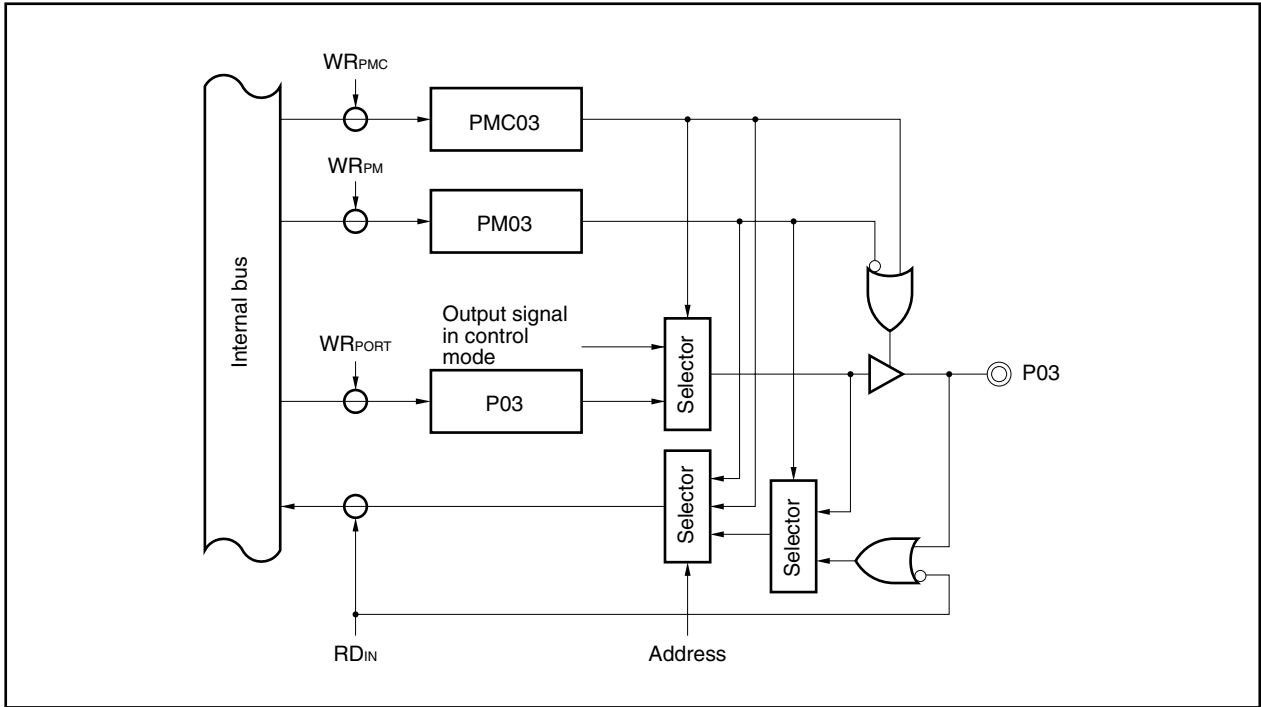 WRPMC
PMC03
WRPM
PM03
Internal bus
Output signal
in control
mode
WRPORT
P03
Selector
P03
Selector
Selector
RDIN
Address